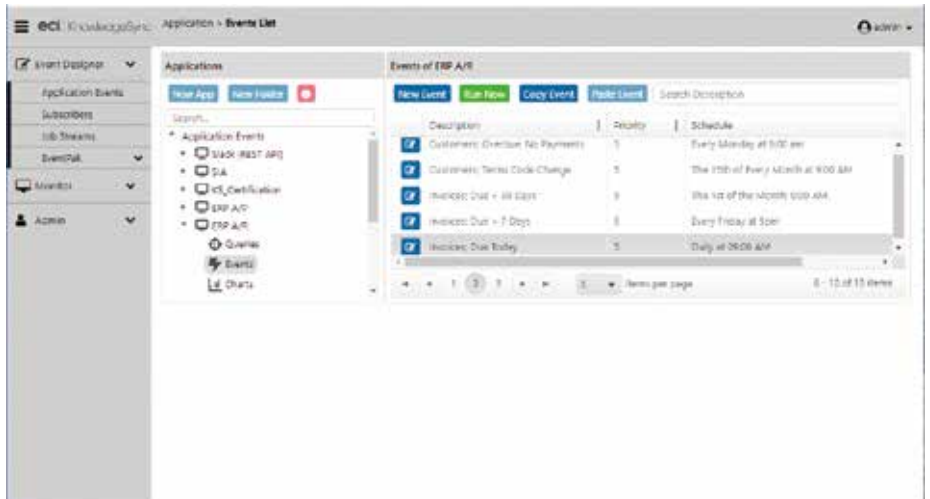 eci KnowledgeSync
Application > Events List
admin
Event Designer
Application Events
Subscribers
Job Streams
EventPak
Monitor
Admin
Applications
New App New Folder
Search...
Application Events
Slack (REST API)
SIA
KS_Certification
ERP A/P
ERP A/R
Queries
Events
Charts
Events of ERP A/R
New Event Run Now Copy Event Paste Event Search Description
Description Priority Schedule
Customers: Overdue No Payments 5 Every Monday at 9:00 am
Customers: Terms Code Change 5 The 15th of Every Month at 9:00 AM
Invoices: Due + 30 Days The 1st of the Month 9:00 AM
Invoices: Due + 7 Days Every Friday at 5pm
Invoices: Due Today 5 Daily at 09:00 AM
1 2 3 5 items per page 6 - 10 of 15 items